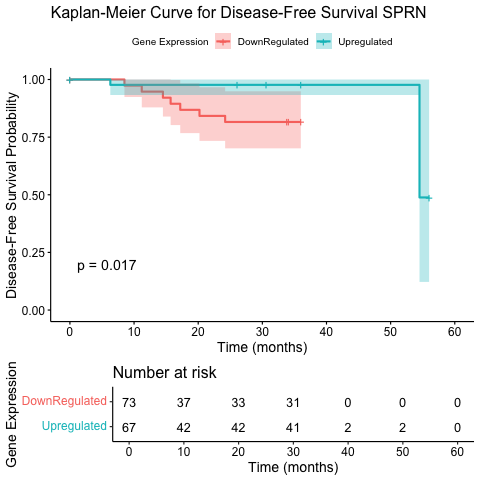 Kaplan-Meier Curve for Disease-Free Survival SPRN
Gene Expression DownRegulated Upregulated
Disease-Free Survival Probability
1.00
0.75
0.50
0.25
0.00
p = 0.017
0 10 20 30 40 50 60
Time (months)
Number at risk
Gene Expression
DownRegulated 73 37 33 31 0 0 0
Upregulated 67 42 42 41 2 2 0
0 10 20 30 40 50 60
Time (months)